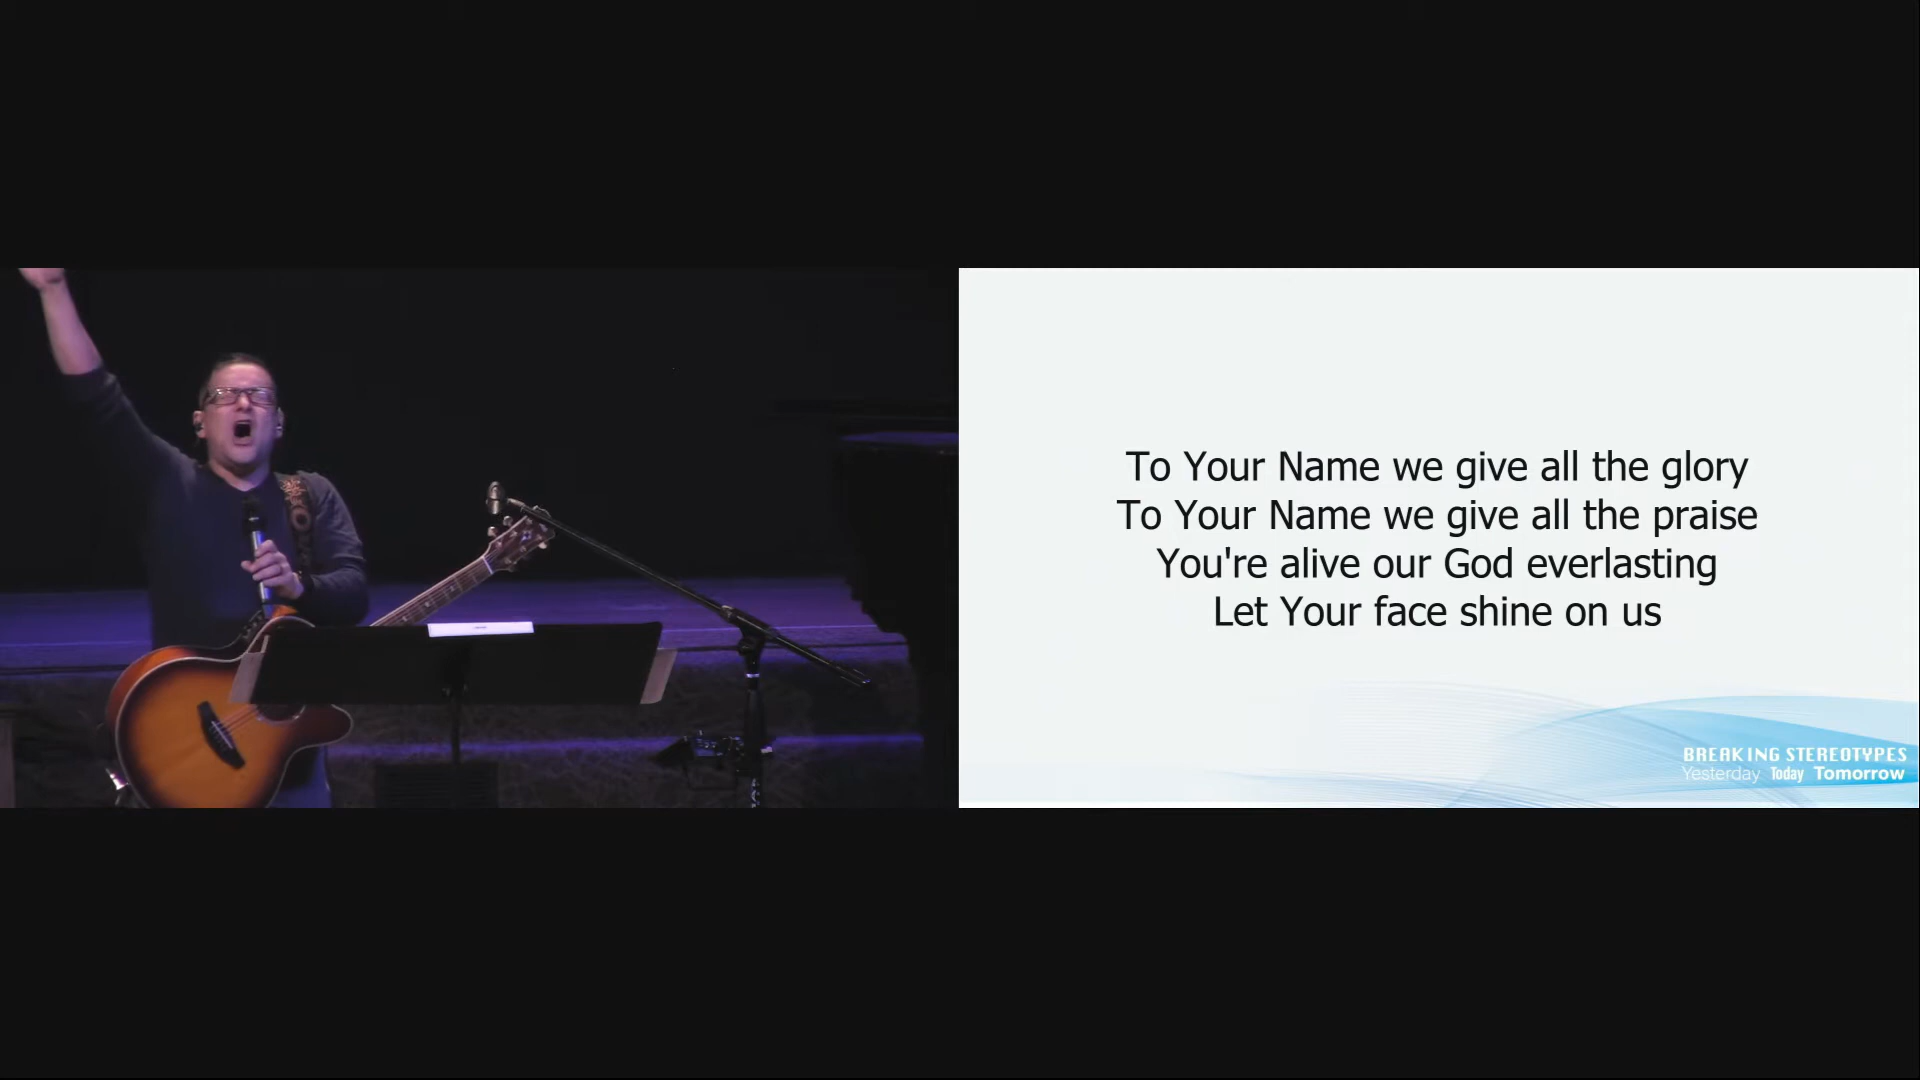 To Your Name we give all the glory
To Your Name we give all the praise
You're alive our God everlasting
Let Your face shine on us
BREAKING STEREOTYPES
Yesterday Today Tomorrow